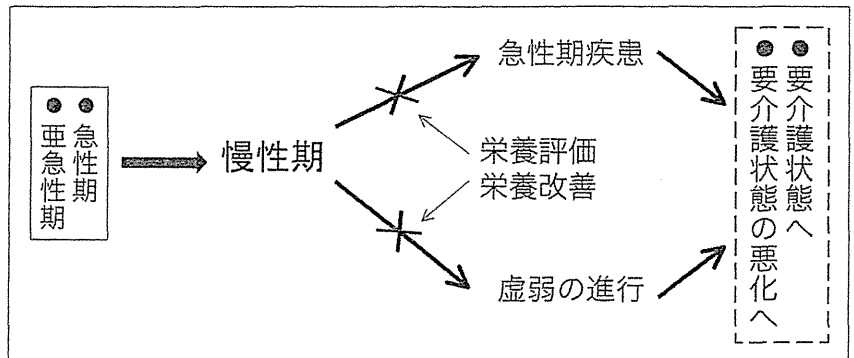 ● 急性期
● 亜急性期
慢性期
急性期疾患
栄養評価
栄養改善
虚弱の進行
● 要介護状態へ
● 要介護状態の悪化へ